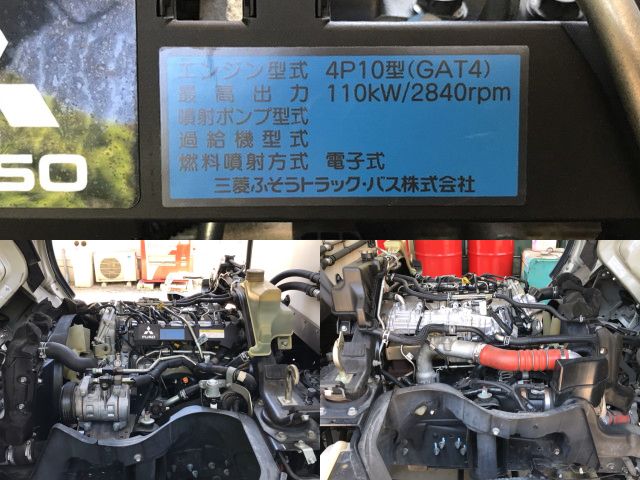 エンジン型式 4P10型(GAT4)
最高出力 110kW/2840rpm
噴射ポンプ型式
過給機型式
燃料噴射方式 電子式
三菱ふそうトラック・バス株式会社
SO
FUSO